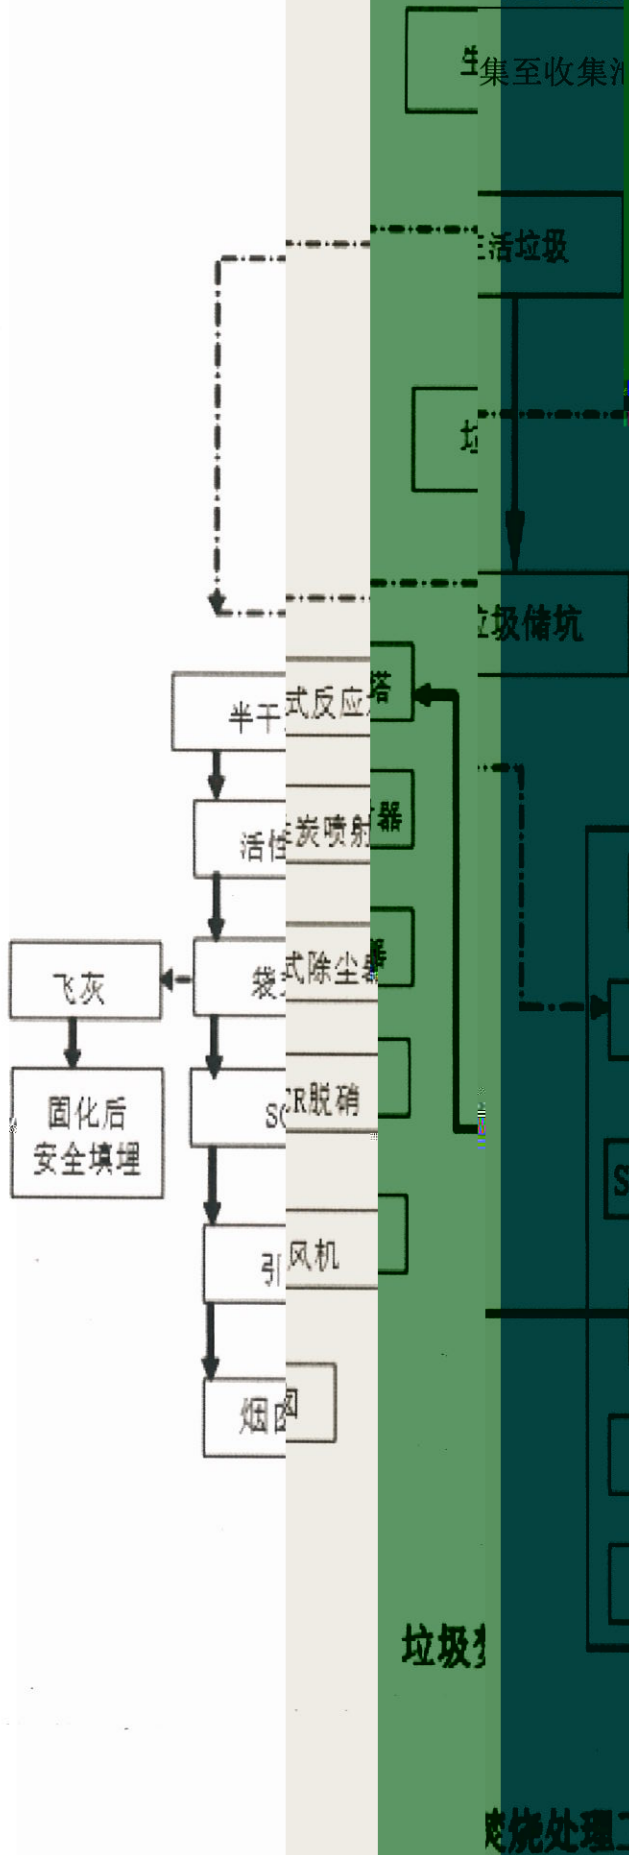 集至收集
生活垃圾
垃圾储坑
半干式反应塔
活性炭喷射器
袋式除尘器
飞灰
SCR脱硝
固化后
安全填埋
引风机
烟囱
垃圾焚烧处理